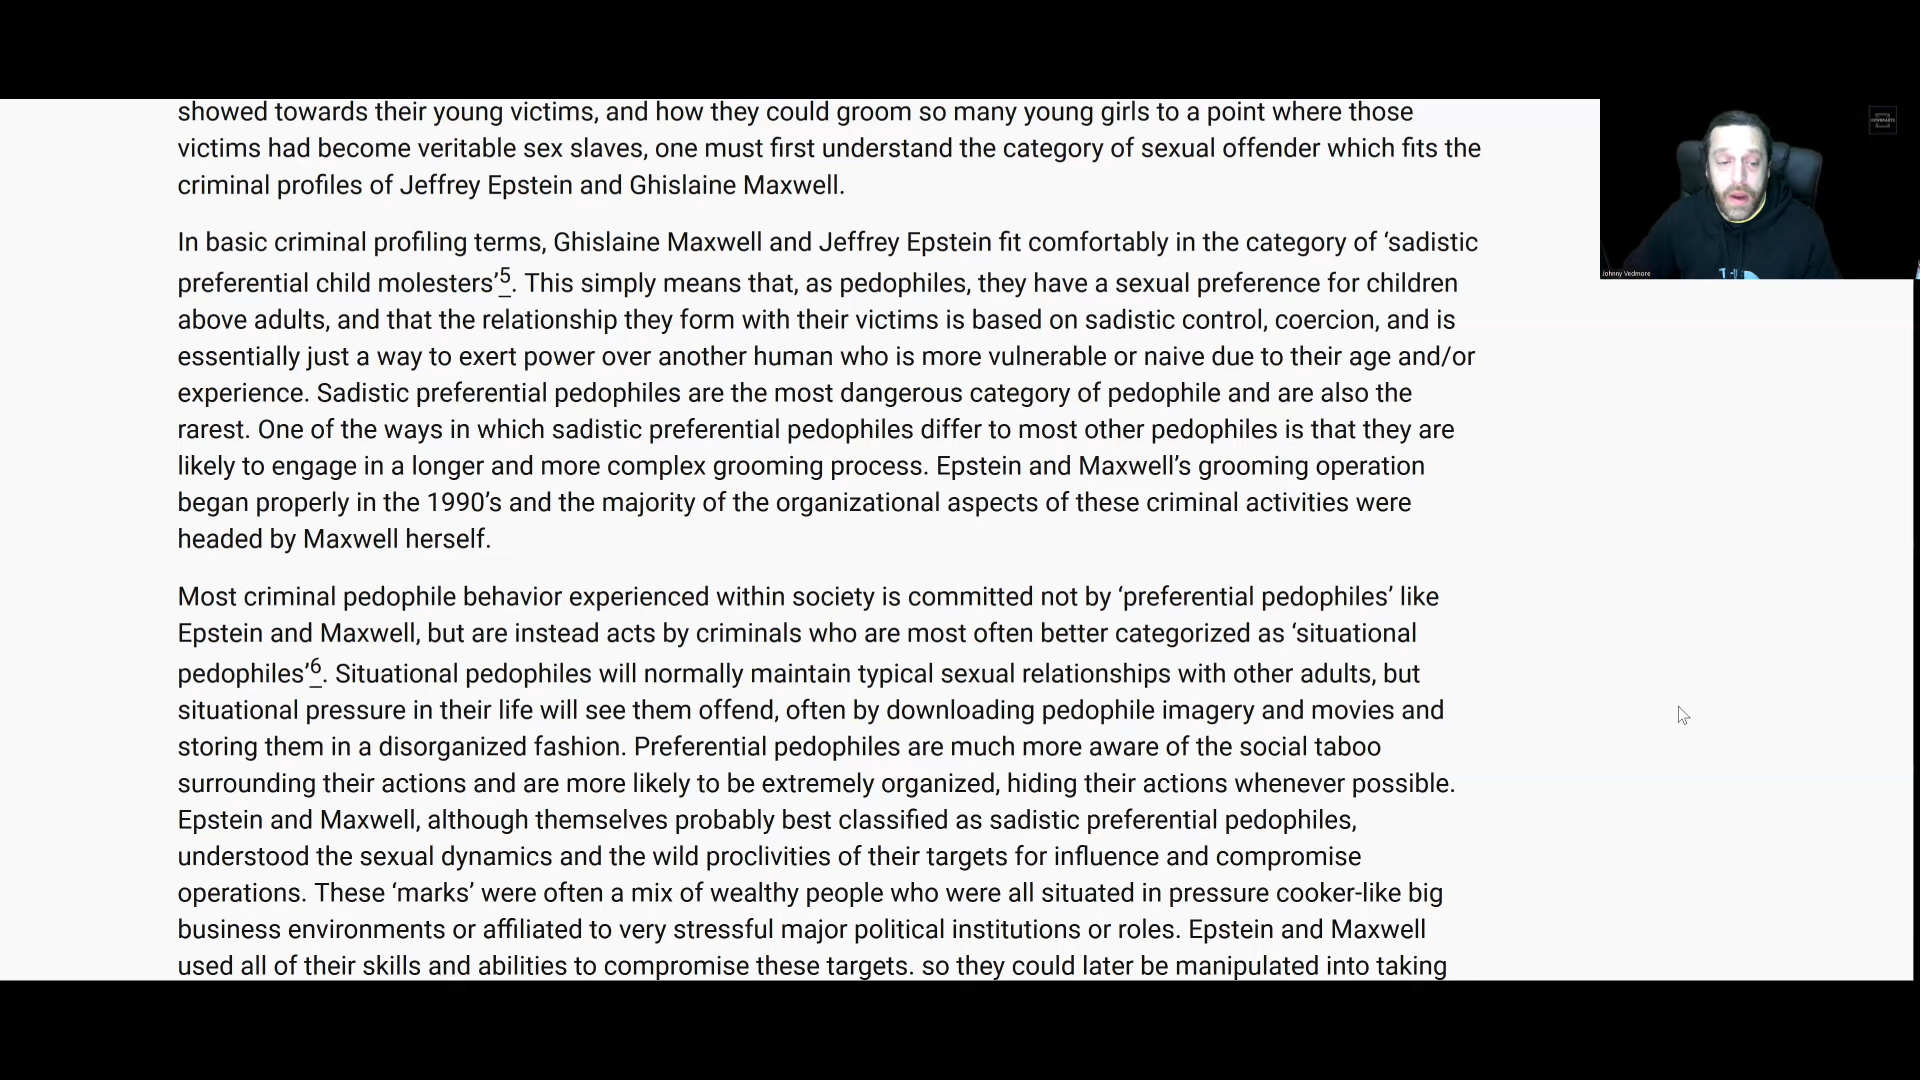 showed towards their young victims, and how they could groom so many young girls to a point where those
victims had become veritable sex slaves, one must first understand the category of sexual offender which fits the
criminal profiles of Jeffrey Epstein and Ghislaine Maxwell.
In basic criminal profiling terms, Ghislaine Maxwell and Jeffrey Epstein fit comfortably in the category of ‘sadistic
preferential child molesters’5. This simply means that, as pedophiles, they have a sexual preference for children
above adults, and that the relationship they form with their victims is based on sadistic control, coercion, and is
essentially just a way to exert power over another human who is more vulnerable or naive due to their age and/or
experience. Sadistic preferential pedophiles are the most dangerous category of pedophile and are also the
rarest. One of the ways in which sadistic preferential pedophiles differ to most other pedophiles is that they are
likely to engage in a longer and more complex grooming process. Epstein and Maxwell’s grooming operation
began properly in the 1990’s and the majority of the organizational aspects of these criminal activities were
headed by Maxwell herself.
Most criminal pedophile behavior experienced within society is committed not by ‘preferential pedophiles’ like
Epstein and Maxwell, but are instead acts by criminals who are most often better categorized as ‘situational
pedophiles’6. Situational pedophiles will normally maintain typical sexual relationships with other adults, but
situational pressure in their life will see them offend, often by downloading pedophile imagery and movies and
storing them in a disorganized fashion. Preferential pedophiles are much more aware of the social taboo
surrounding their actions and are more likely to be extremely organized, hiding their actions whenever possible.
Epstein and Maxwell, although themselves probably best classified as sadistic preferential pedophiles,
understood the sexual dynamics and the wild proclivities of their targets for influence and compromise
operations. These ‘marks’ were often a mix of wealthy people who were all situated in pressure cooker-like big
business environments or affiliated to very stressful major political institutions or roles. Epstein and Maxwell
used all of their skills and abilities to compromise these targets. so they could later be manipulated into taking
Johnny Vedmore